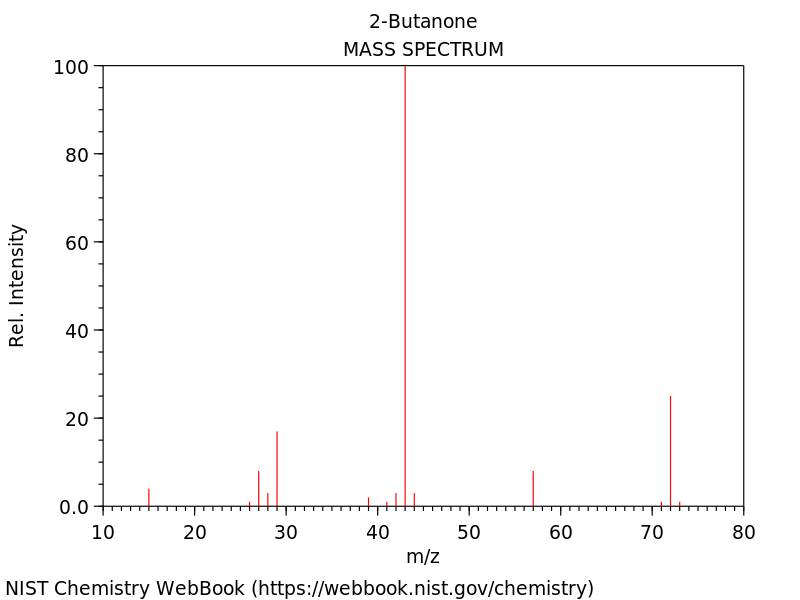 2-Butanone
MASS SPECTRUM
100
80
60
40
20
0.0
Rel. Intensity
10 20 30 40 50 60 70 80
m/z
NIST Chemistry WebBook (https://webbook.nist.gov/chemistry)